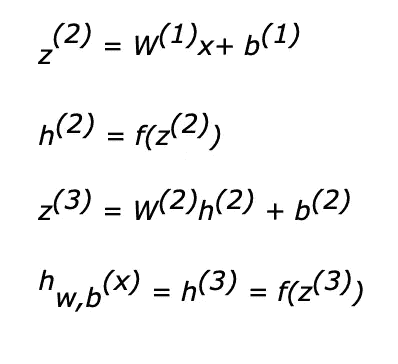 z(2) = W(1)x+ b(1)
h(2) = f(z(2))
z(3) = W(2)h(2) + b(2)
hw,b(x) = h(3) = f(z(3))